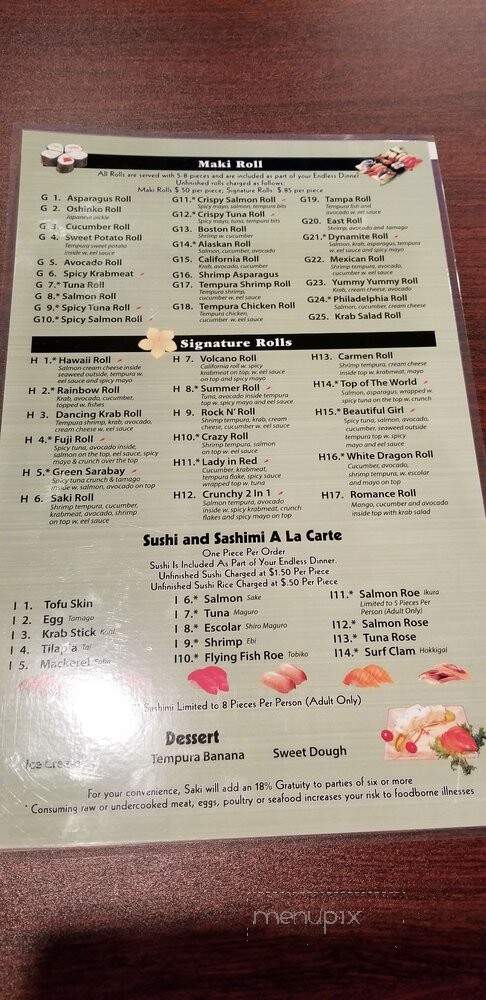 Maki Roll
All Rolls are served with 5-8 pieces and are included as part of your Endless Dinner
Unfinished rolls charged as follows:
Maki Rolls $.50 per piece; Signature Rolls: $.85 per piece
G 1. Asparagus Roll
G 2. Oshinko Roll
Japanese pickle
G 3. Cucumber Roll
G 4. Sweet Potato Roll
Tempura sweet potato
inside w. eel sauce
G 5. Avocado Roll
G 6. Spicy Krabmeat
G 7.* Tuna Roll
G 8.* Salmon Roll
G 9.* Spicy Tuna Roll
G10.* Spicy Salmon Roll
G11.* Crispy Salmon Roll
Spicy mayo, salmon, tempura bits
G12.* Crispy Tuna Roll
Spicy mayo, tuna, tempura bits
G13. Boston Roll
Shrimp w. cucumber
G14.* Alaskan Roll
Salmon, cucumber, avocado
G15. California Roll
Krab, avocado, cucumber
G16. Shrimp Asparagus
G17. Tempura Shrimp Roll
Tempura shrimp,
cucumber w. eel sauce
G18. Tempura Chicken Roll
Tempura chicken,
cucumber w. eel sauce
G19. Tampa Roll
Tempura fish and
avocado w. eel sauce
G20. East Roll
Shrimp, avocado and tamago
G21.* Dynamite Roll
Salmon, krab, asparagus, tempura
w. eel sauce and spicy mayo
G22. Mexican Roll
Shrimp tempura, avocado,
cucumber w. eel sauce
G23. Yummy Yummy Roll
Krab, cream cheese, avocado
G24.* Philadelphia Roll
Salmon, cucumber, cream cheese
G25. Krab Salad Roll
Signature Rolls
H 1.* Hawaii Roll
Salmon cream cheese inside
seaweed outside, tempura w.
eel sauce and spicy mayo
H 2.* Rainbow Roll
Krab, avocado, cucumber,
topped w. fishes
H 3. Dancing Krab Roll
Tempura shrimp, krab, avocado,
cream cheese w. eel sauce
H 4.* Fuji Roll
Spicy tuna, avocado inside,
salmon on the top, eel sauce, spicy
mayo & crunch over the top
H 5.* Green Sarabay
Spicy tuna crunch & tamago
inside w. salmon, avocado on top
H 6. Saki Roll
Shrimp tempura, cucumber,
krabmeat, avocado, shrimp
on top w. eel sauce
H 7. Volcano Roll
California roll w. spicy
krabmeat on top, w. eel sauce
on top and spicy mayo
H 8.* Summer Roll
Tuna, avocado inside tempura
top w. spicy mayo and eel sauce
H 9. Rock N' Roll
Shrimp tempura, krab, cream
cheese, cucumber w. eel sauce
H10.* Crazy Roll
Shrimp tempura, salmon
on top w. eel sauce
H11.* Lady in Red
Cucumber, krabmeat,
tempura flake, spicy sauce
wrapped top w. tuna
H12. Crunchy 2 in 1
Salmon tempura, avocado
inside w. spicy krabmeat, crunch
flakes and spicy mayo on top
H13. Carmen Roll
Shrimp tempura, cream cheese
inside top w. krabmeat, mayo
H14.* Top of The World
Salmon, asparagus, wrapped w.
spicy tuna on the top w. crunch
H15.* Beautiful Girl
Spicy tuna, salmon, avocado,
cucumber, seaweed outside
tempura top w. spicy
mayo and eel sauce
H16.* White Dragon Roll
Cucumber, avocado,
shrimp tempura, w. escolar
and mayo on top
H17. Romance Roll
Mango, cucumber and avocado
inside top with krab salad
Sushi and Sashimi A La Carte
One Piece Per Order
Sushi Is Included As Part of Your Endless Dinner.
Unfinished Sushi Charged at $1.50 Per Piece
Unfinished Sushi Rice Charged at $.50 Per Piece
I 1. Tofu Skin
I 2. Egg Tamago
I 3. Krab Stick Kani
I 4. Tilapia Tai
I 5. Mackerel Saba
I 6.* Salmon Sake
I 7.* Tuna Maguro
I 8.* Escolar Shiro Maguro
I 9.* Shrimp Ebi
I10.* Flying Fish Roe Tobiko
I11.* Salmon Roe Ikura
Limited to 5 Pieces Per
Person (Adult Only)
I12.* Salmon Rose
I13.* Tuna Rose
I14.* Surf Clam Hokkigai
Sashimi Limited to 8 Pieces Per Person (Adult Only)
Dessert
Ice Cream
Tempura Banana
Sweet Dough
For your convenience, Saki will add an 18% Gratuity to parties of six or more
* Consuming raw or undercooked meat, eggs, poultry or seafood increases your risk to foodborne illnesses
menupix